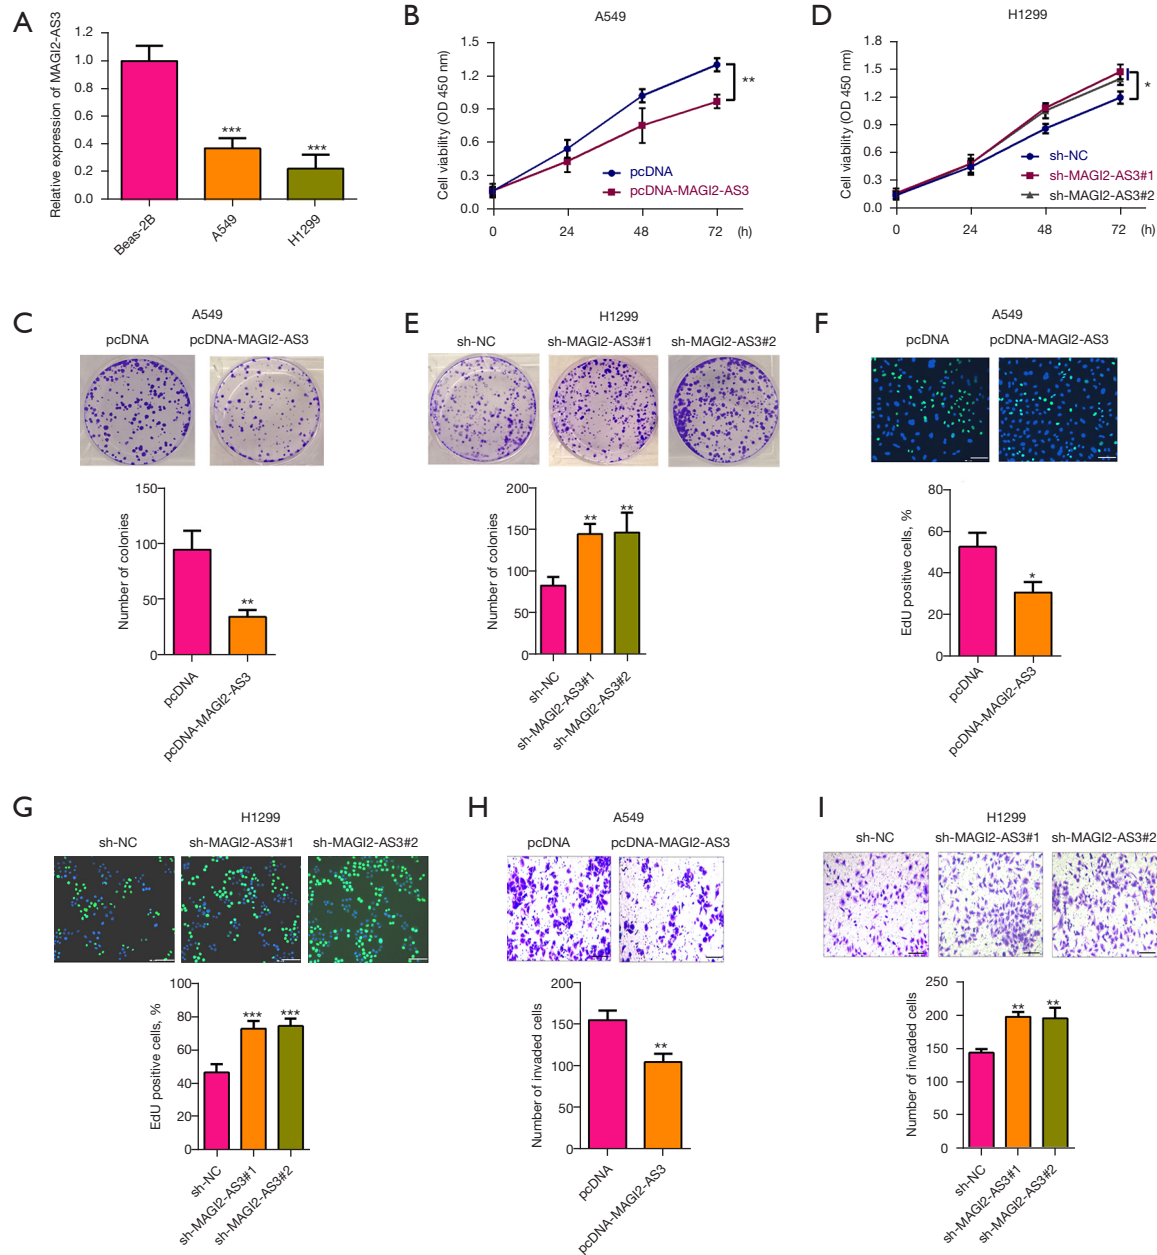 A
Relative expression of MAGI2-AS3
1.2
1.0
0.8
0.6
0.4
0.2
0.0
***
***
Beas-2B
A549
H1299
B
A549
Cell viability (OD 450 nm)
1.5
1.2
0.9
0.6
0.3
0.0
**
pcDNA
pcDNA-MAGI2-AS3
0
24
48
72
(h)
D
H1299
Cell viability (OD 450 nm)
1.8
1.5
1.2
0.9
0.6
0.3
0.0
*
sh-NC
sh-MAGI2-AS3#1
sh-MAGI2-AS3#2
0
24
48
72
(h)
C
A549
pcDNA
pcDNA-MAGI2-AS3
Number of colonies
150
100
50
0
**
pcDNA
pcDNA-MAGI2-AS3
E
H1299
sh-NC
sh-MAGI2-AS3#1
sh-MAGI2-AS3#2
Number of colonies
200
150
100
50
0
**
**
sh-NC
sh-MAGI2-AS3#1
sh-MAGI2-AS3#2
F
A549
pcDNA
pcDNA-MAGI2-AS3
EdU positive cells, %
80
60
40
20
0
*
pcDNA
pcDNA-MAGI2-AS3
G
H1299
sh-NC
sh-MAGI2-AS3#1
sh-MAGI2-AS3#2
EdU positive cells, %
100
80
60
40
20
0
***
***
sh-NC
sh-MAGI2-AS3#1
sh-MAGI2-AS3#2
H
A549
pcDNA
pcDNA-MAGI2-AS3
Number of invaded cells
200
150
100
50
0
**
pcDNA
pcDNA-MAGI2-AS3
I
H1299
sh-NC
sh-MAGI2-AS3#1
sh-MAGI2-AS3#2
Number of invaded cells
250
200
150
100
50
0
**
**
sh-NC
sh-MAGI2-AS3#1
sh-MAGI2-AS3#2